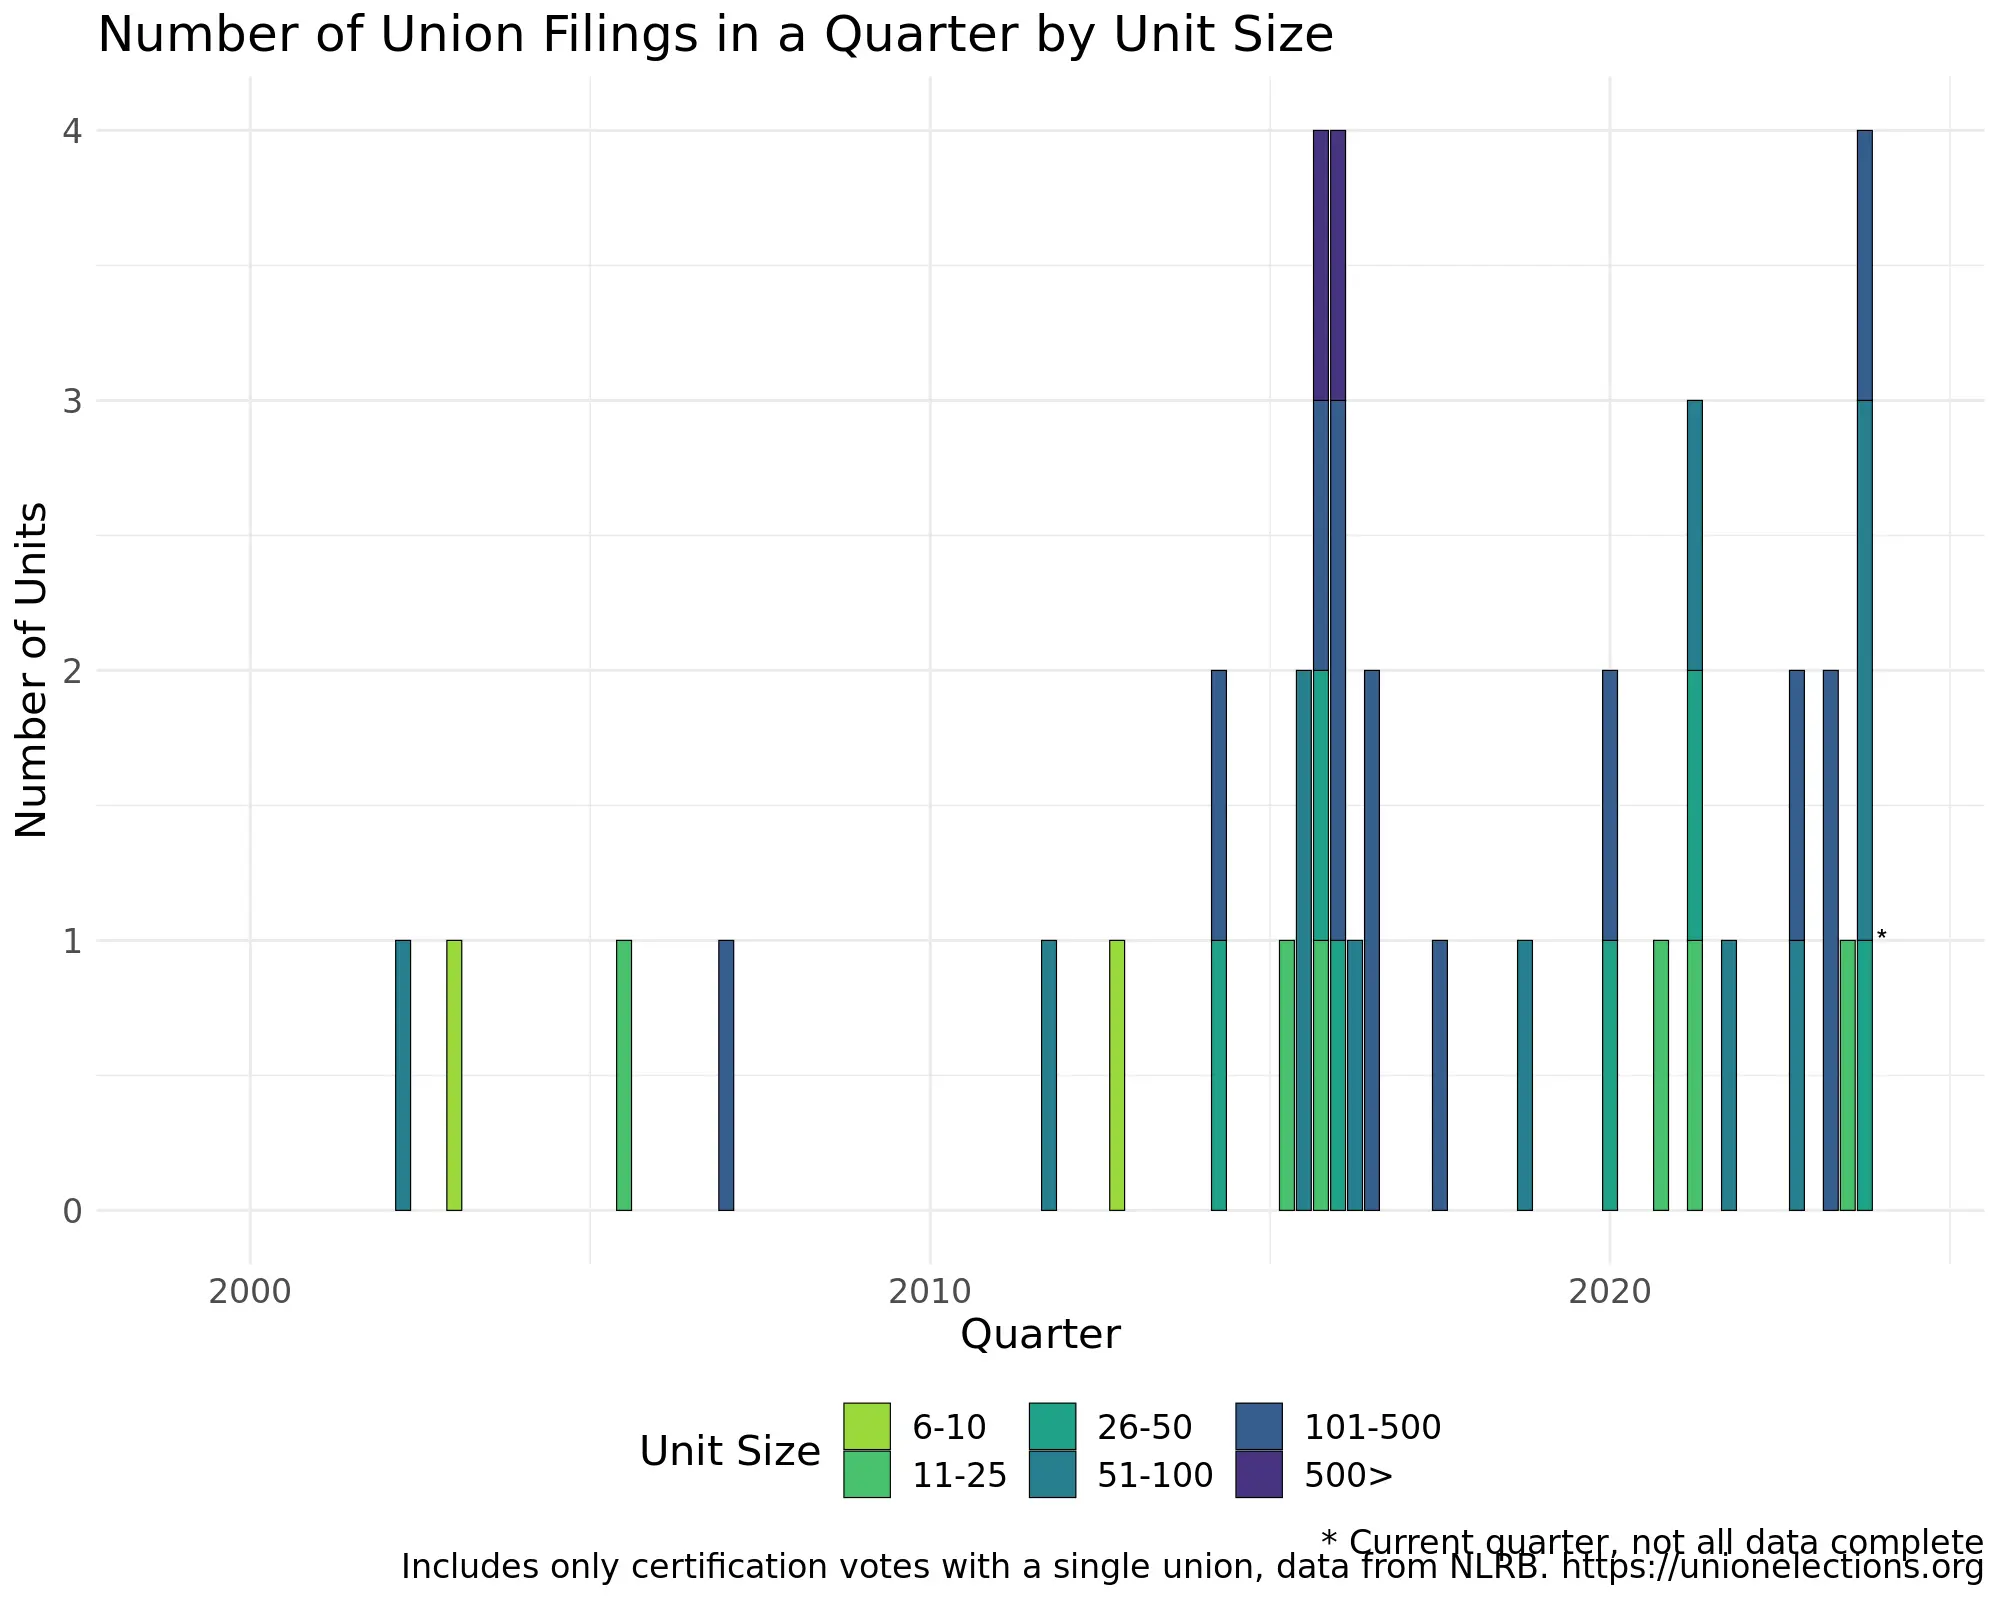 Number of Union Filings in a Quarter by Unit Size
Number of Units
4
3
2
1
0
*
2000 2010 2020
Quarter
Unit Size
6-10 26-50 101-500
11-25 51-100 500>
* Current quarter, not all data complete
Includes only certification votes with a single union, data from NLRB. https://unionelections.org